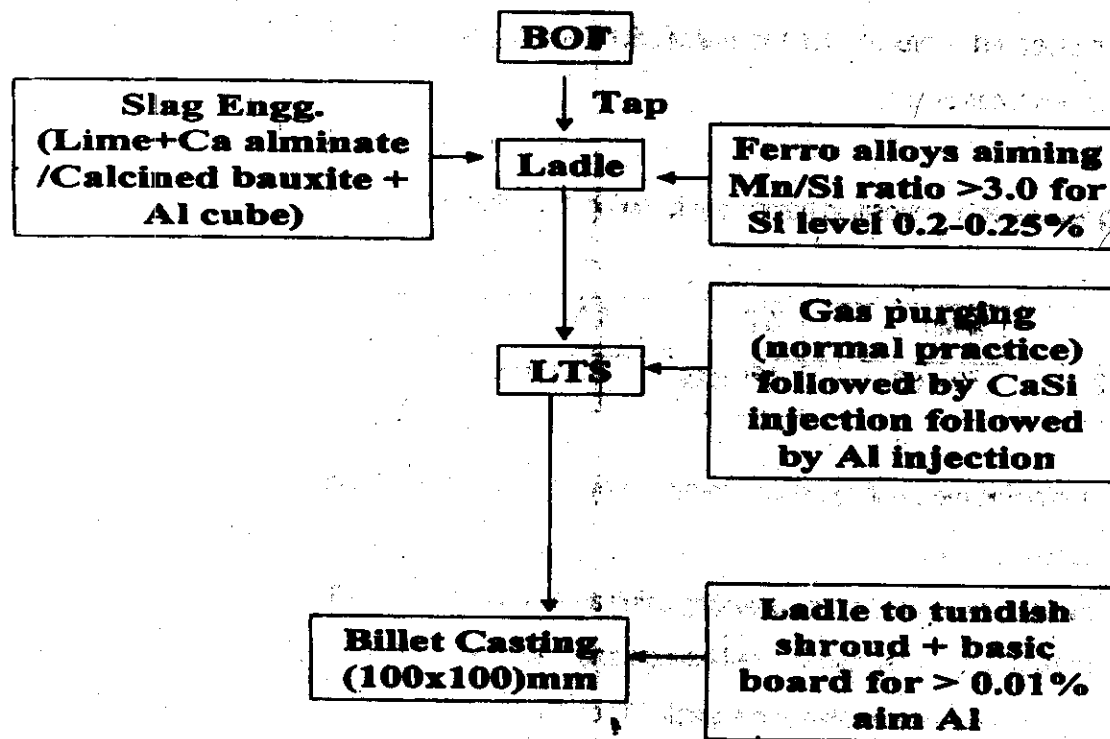 BOF
Tap
Slag Engg.
(Lime+Ca alminate
/Calcined bauxite +
Al cube)
Ladle
Ferro alloys aiming
Mn/Si ratio >3.0 for
Si level 0.2-0.25%
Gas purging
(normal practice)
followed by CaSi
injection followed
by Al injection
LTS
Billet Casting
(100x100)mm
Ladle to tundish
shroud + basic
board for > 0.01%
aim Al